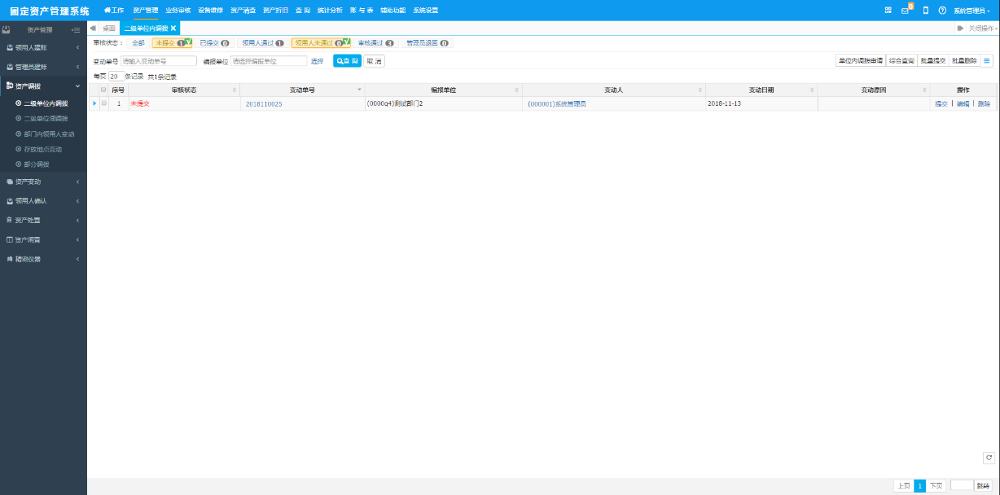 固定资产管理系统 工作 资产管理 业务审核 设备维修 资产清查 资产折旧 查 询 统计分析 账 与 表 辅助功能 系统设置 0 系统管理员
资产管理 桌面 二级单位内调拨 关闭操作
审核状态： 全部 未提交 1 已提交 0 领用人通过 1 领用人未通过 0 审核通过 3 管理员退回 0
领用人建账
变动单号 请输入变动单号 编报单位 请选择编报单位 选择 查 询 取 消 单位内调拨申请 综合查询 批量提交 批量删除
管理员建账
每页 20 条记录 共1条记录
资产调拨
序号 审核状态 变动单号 编报单位 变动人 变动日期 变动原因 操作
1 未提交 2018110025 (0000q4)测试部门2 (000001)系统管理员 2018-11-13 提交 | 编辑 | 删除
二级单位内调拨
二级单位间调拨
部门内领用人变动
存放地点变动
部分调拨
资产变动
领用人确认
资产处置
资产闲置
精密仪器
上页 1 下页 跳转